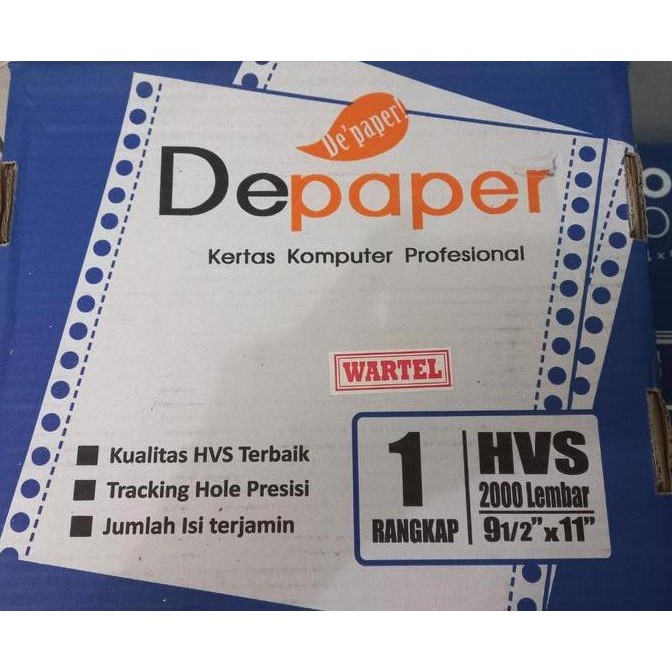 De'paper!
Depaper
Kertas Komputer Profesional
WARTEL
Kualitas HVS Terbaik
Tracking Hole Presisi
Jumlah Isi terjamin
1
RANGKAP
HVS
2000 Lembar
9 1/2" x 11"